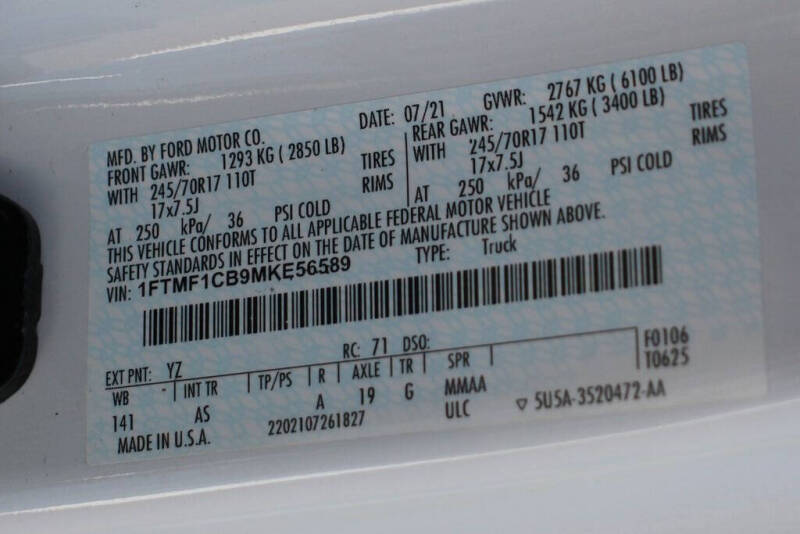 MFD. BY FORD MOTOR CO. DATE: 07/21 GVWR: 2767 KG ( 6100 LB)
FRONT GAWR: 1293 KG ( 2850 LB) REAR GAWR: 1542 KG ( 3400 LB)
WITH 245/70R17 110T TIRES WITH 245/70R17 110T TIRES
17x7.5J RIMS 17x7.5J RIMS
AT 250 kPa/ 36 PSI COLD AT 250 kPa/ 36 PSI COLD
THIS VEHICLE CONFORMS TO ALL APPLICABLE FEDERAL MOTOR VEHICLE
SAFETY STANDARDS IN EFFECT ON THE DATE OF MANUFACTURE SHOWN ABOVE.
VIN: 1FTMF1CB9MKE56589 TYPE: Truck
EXT PNT: YZ RC: 71 DSO: F0106
WB - INT TR TP/PS R AXLE TR SPR T0625
141 AS A 19 G MMAA
MADE IN U.S.A. 2202107261827 ULC ▽ 5U5A-3520472-AA